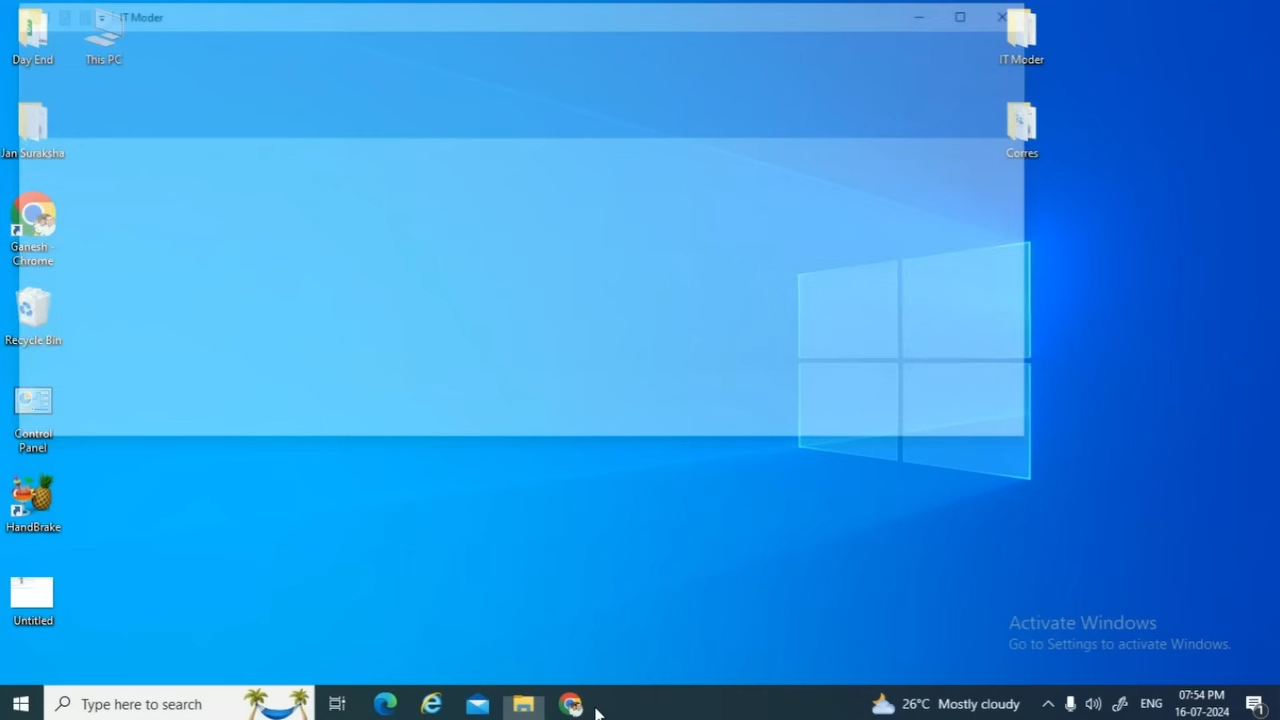 IT Moder
Day End
This PC
IT Moder
Jan Suraksha
Corres
Ganesh -
Chrome
Recycle Bin
Control
Panel
HandBrake
Untitled
Activate Windows
Go to Settings to activate Windows.
Type here to search
26°C Mostly cloudy
ENG
07:54 PM
16-07-2024
1